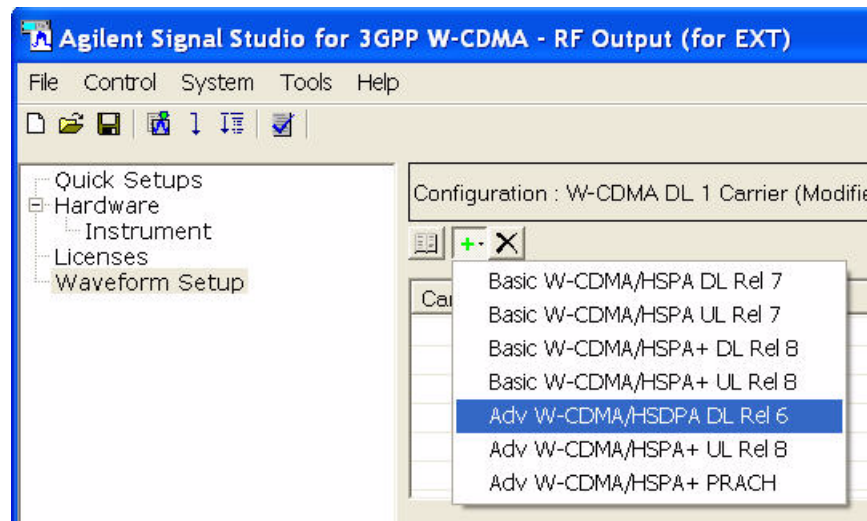 Agilent Signal Studio for 3GPP W-CDMA - RF Output (for EXT)
File Control System Tools Help
Quick Setups
Hardware
Instrument
Licenses
Waveform Setup
Configuration : W-CDMA DL 1 Carrier
Basic W-CDMA/HSPA DL Rel 7
Basic W-CDMA/HSPA UL Rel 7
Basic W-CDMA/HSPA+ DL Rel 8
Basic W-CDMA/HSPA+ UL Rel 8
Adv W-CDMA/HSDPA DL Rel 6
Adv W-CDMA/HSPA+ UL Rel 8
Adv W-CDMA/HSPA+ PRACH